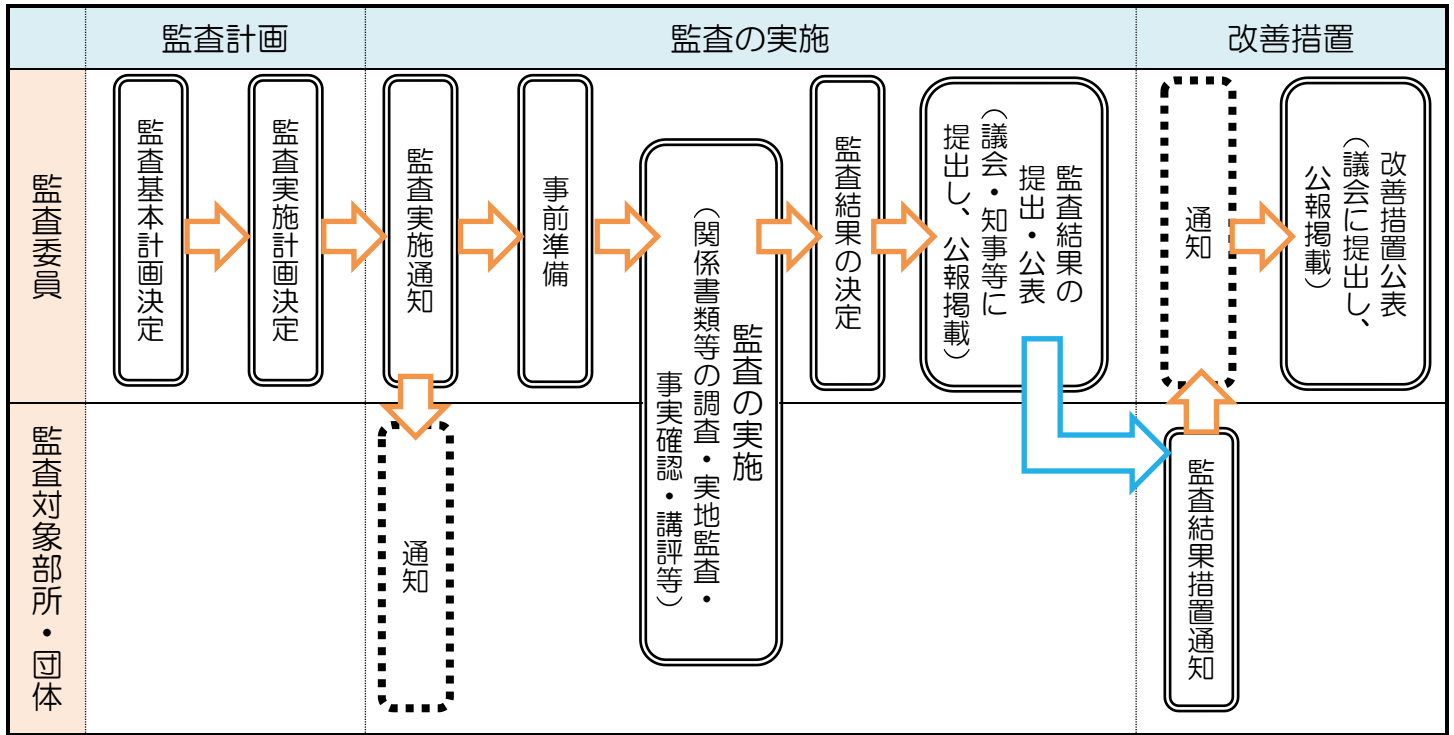 監査計画
監査の実施
改善措置
監査委員
監査基本計画決定
監査実施計画決定
監査実施通知
事前準備
監査の実施
（関係書類等の調査・実地監査・
事実確認・講評等）
監査結果の決定
監査結果の
提出・公表
（議会・知事等に
提出し、公報掲載）
通知
改善措置公表
（議会に提出し、
公報掲載）
監査対象部所・団体
通知
監査結果措置通知